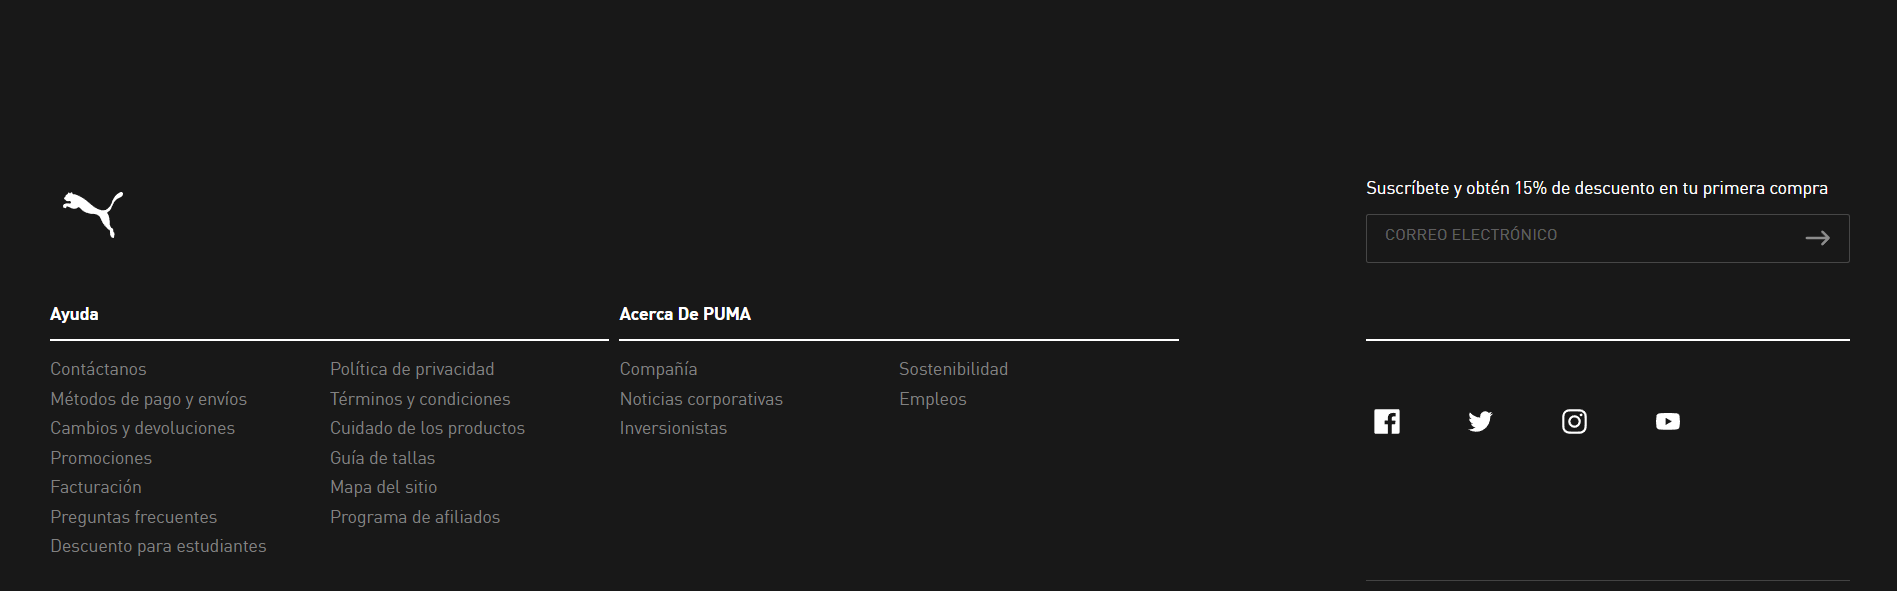 Suscríbete y obtén 15% de descuento en tu primera compra
CORREO ELECTRÓNICO
Ayuda
Contáctanos
Métodos de pago y envíos
Cambios y devoluciones
Promociones
Facturación
Preguntas frecuentes
Descuento para estudiantes
Política de privacidad
Términos y condiciones
Cuidado de los productos
Guía de tallas
Mapa del sitio
Programa de afiliados
Acerca De PUMA
Compañía
Noticias corporativas
Inversionistas
Sostenibilidad
Empleos